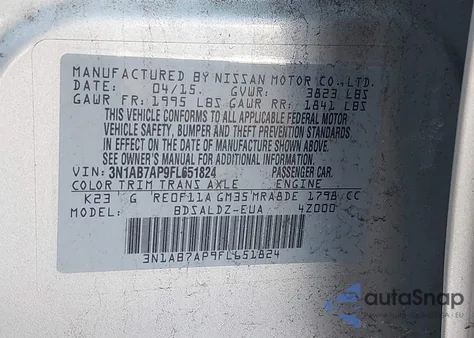 MANUFACTURED BY NISSAN MOTOR CO., LTD.
DATE: 04/15 GVWR: 3823 LBS
GAWR FR: 1995 LBS GAWR RR: 1841 LBS
THIS VEHICLE CONFORMS TO ALL APPLICABLE FEDERAL MOTOR
VEHICLE SAFETY, BUMPER AND THEFT PREVENTION STANDARDS
IN EFFECT ON THE DATE OF MANUFACTURE SHOWN ABOVE.
SEE OWNER'S MANUAL FOR ADDITIONAL INFORMATION.
VIN: 3N1AB7AP9FL651824 PASSENGER CAR.
COLOR TRIM TRANS AXLE ENGINE
K23 G RE0F11A GM35 MRA8DE 1798 CC
MODEL: BDSALDZ-EUA 42000
3N1AB7AP9FL651824
autoSnap